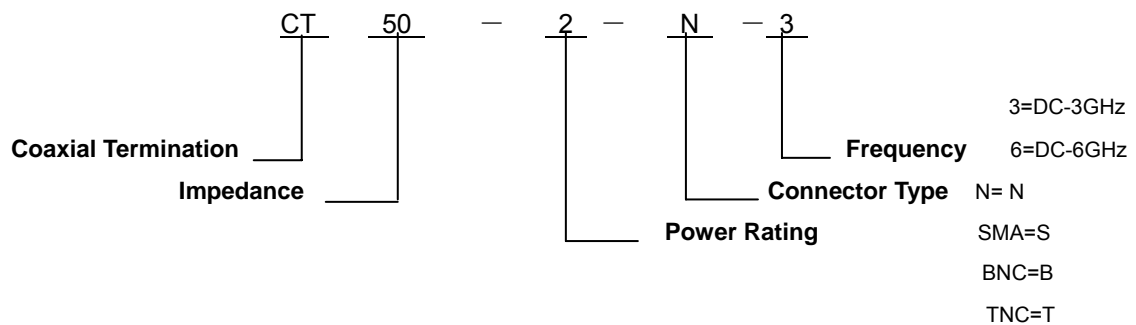 CT 50 — 2 — N — 3
3=DC-3GHz
Coaxial Termination Frequency 6=DC-6GHz
Impedance Connector Type N= N
Power Rating SMA=S
BNC=B
TNC=T